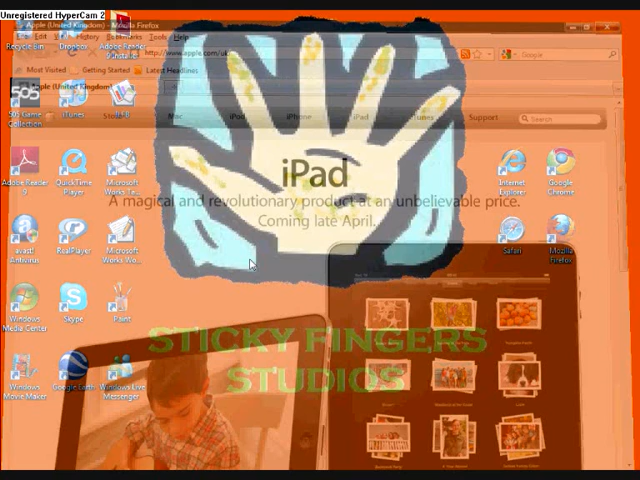 Unregistered HyperCam 2
Apple (United Kingdom) - Mozilla Firefox
History Bookmarks Tools Help
Recycle Bin
Dropbox
Adobe Reader 9 Install
http://www.apple.com/uk
Google
Most Visited
Getting Started
Latest Headlines
Apple (United Kingdom)
505 Game Collection
iTunes
Store
Mac
iPod
iPhone
iPad
iTunes
Support
Search
Adobe Reader 9
QuickTime Player
Microsoft Works Ta...
Internet Explorer
Google Chrome
iPad
A magical and revolutionary product at an unbelievable price.
Coming late April.
avast! Antivirus
RealPlayer
Microsoft Works Wo...
Safari
Mozilla Firefox
Windows Media Center
Skype
Paint
STICKY FINGERS
STUDIOS
Windows Movie Maker
Google Earth
Windows Live Messenger